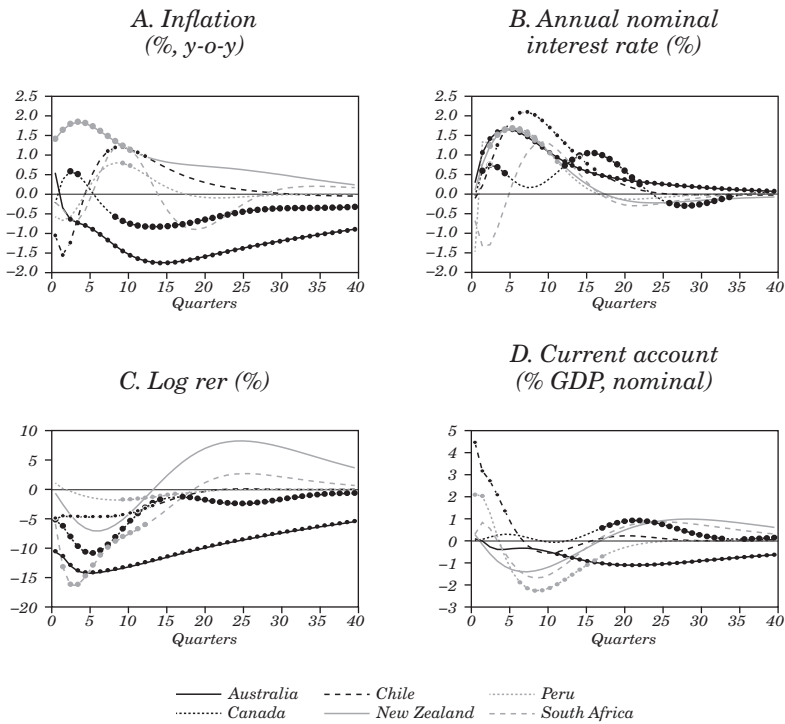 A. Inflation
(%, y-o-y)
2.5
2.0
1.5
1.0
0.5
0.0
–0.5
–1.0
–1.5
–2.0
0 5 10 15 20 25 30 35 40
Quarters
B. Annual nominal
interest rate (%)
2.5
2.0
1.5
1.0
0.5
0.0
–0.5
–1.0
–1.5
–2.0
0 5 10 15 20 25 30 35 40
Quarters
C. Log rer (%)
10
5
0
–5
–10
–15
–20
0 5 10 15 20 25 30 35 40
Quarters
D. Current account
(% GDP, nominal)
5
4
3
2
1
0
–1
–2
–3
0 5 10 15 20 25 30 35 40
Quarters
Australia Chile Peru
Canada New Zealand South Africa